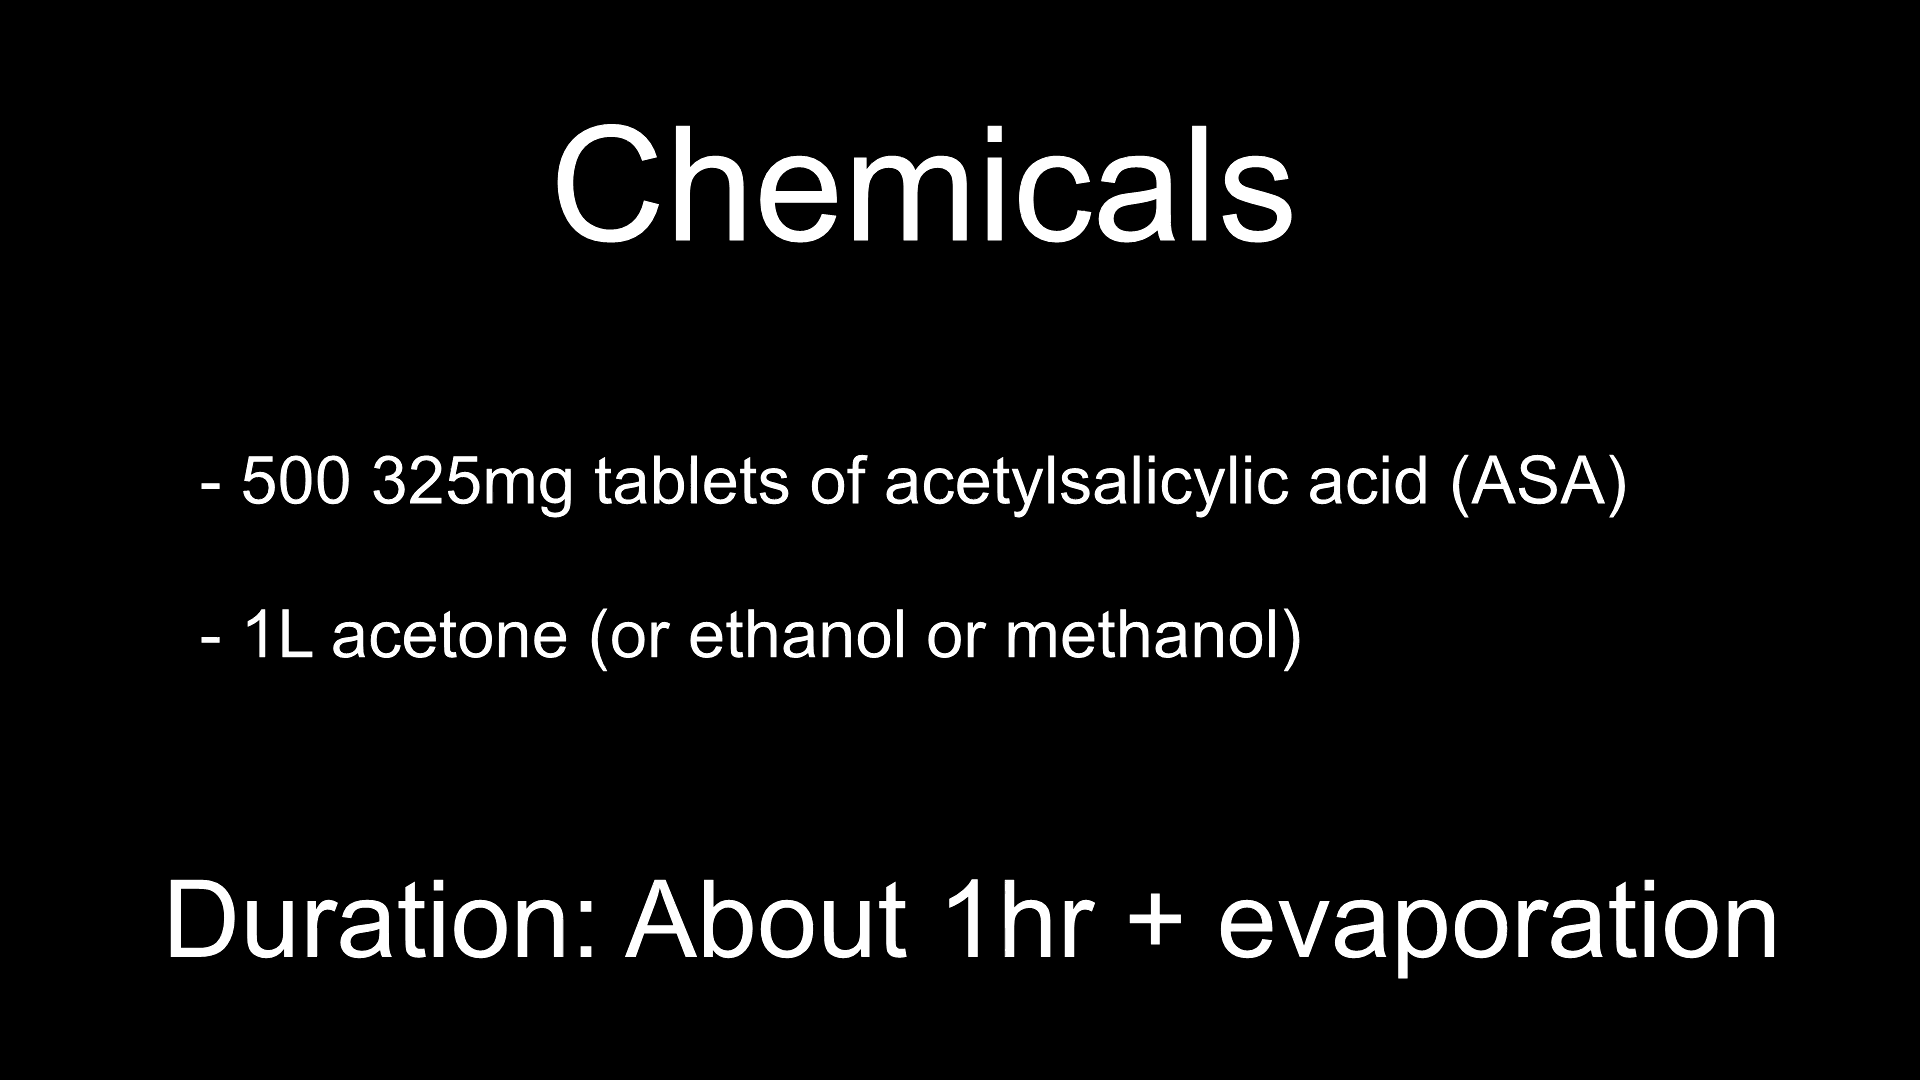 Chemicals
- 500 325mg tablets of acetylsalicylic acid (ASA)
- 1L acetone (or ethanol or methanol)
Duration: About 1hr + evaporation